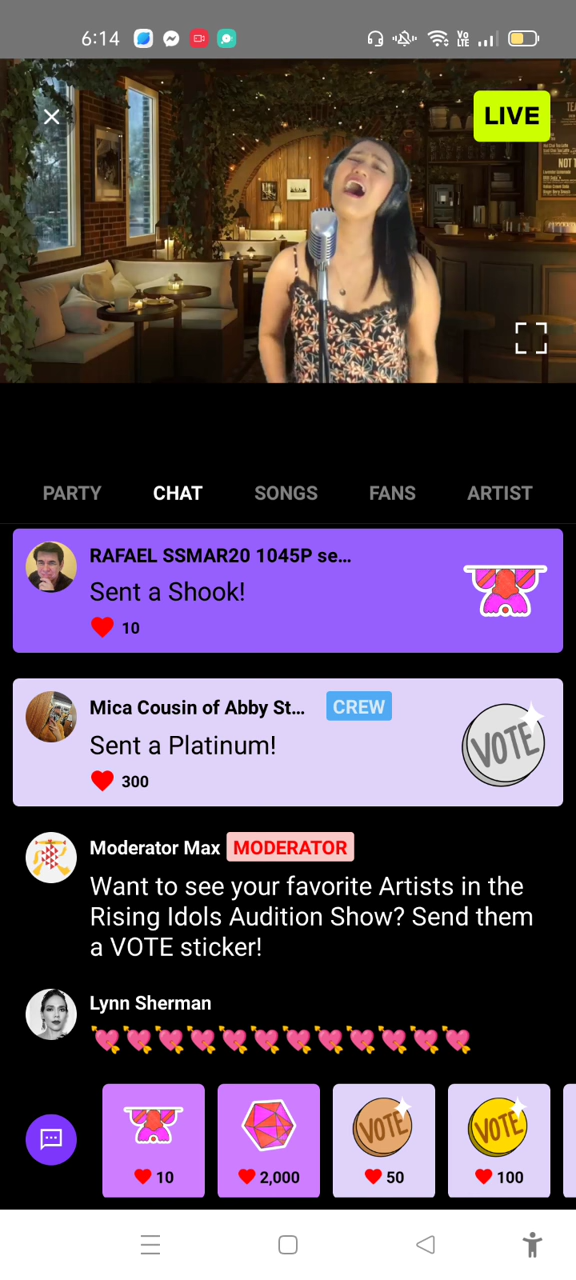 6:14
VoLTE
LIVE
NOT
PARTY CHAT SONGS FANS ARTIST
RAFAEL SSMAR20 1045P se...
Sent a Shook!
10
Mica Cousin of Abby St... CREW
Sent a Platinum!
300
VOTE
Moderator Max MODERATOR
Want to see your favorite Artists in the
Rising Idols Audition Show? Send them
a VOTE sticker!
Lynn Sherman
VOTE VOTE
10 2,000 50 100